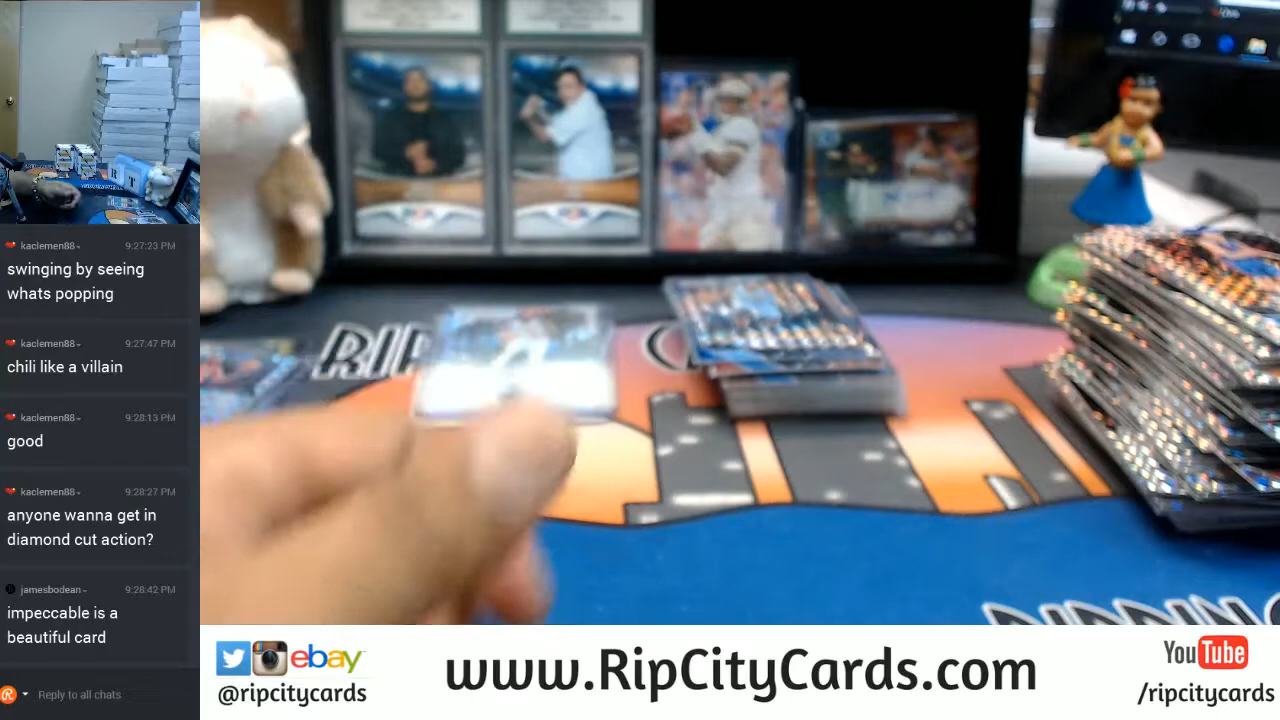 kaclemen88 9:27:23 PM
swinging by seeing
whats popping
kaclemen88 9:27:47 PM
chili like a villain
kaclemen88 9:28:13 PM
good
kaclemen88 9:28:27 PM
anyone wanna get in
diamond cut action?
jamesbodean 9:28:42 PM
impeccable is a
beautiful card
Reply to all chats
RIP C
RIPPING
ebay
@ripcitycards
www.RipCityCards.com
YouTube
/ripcitycards